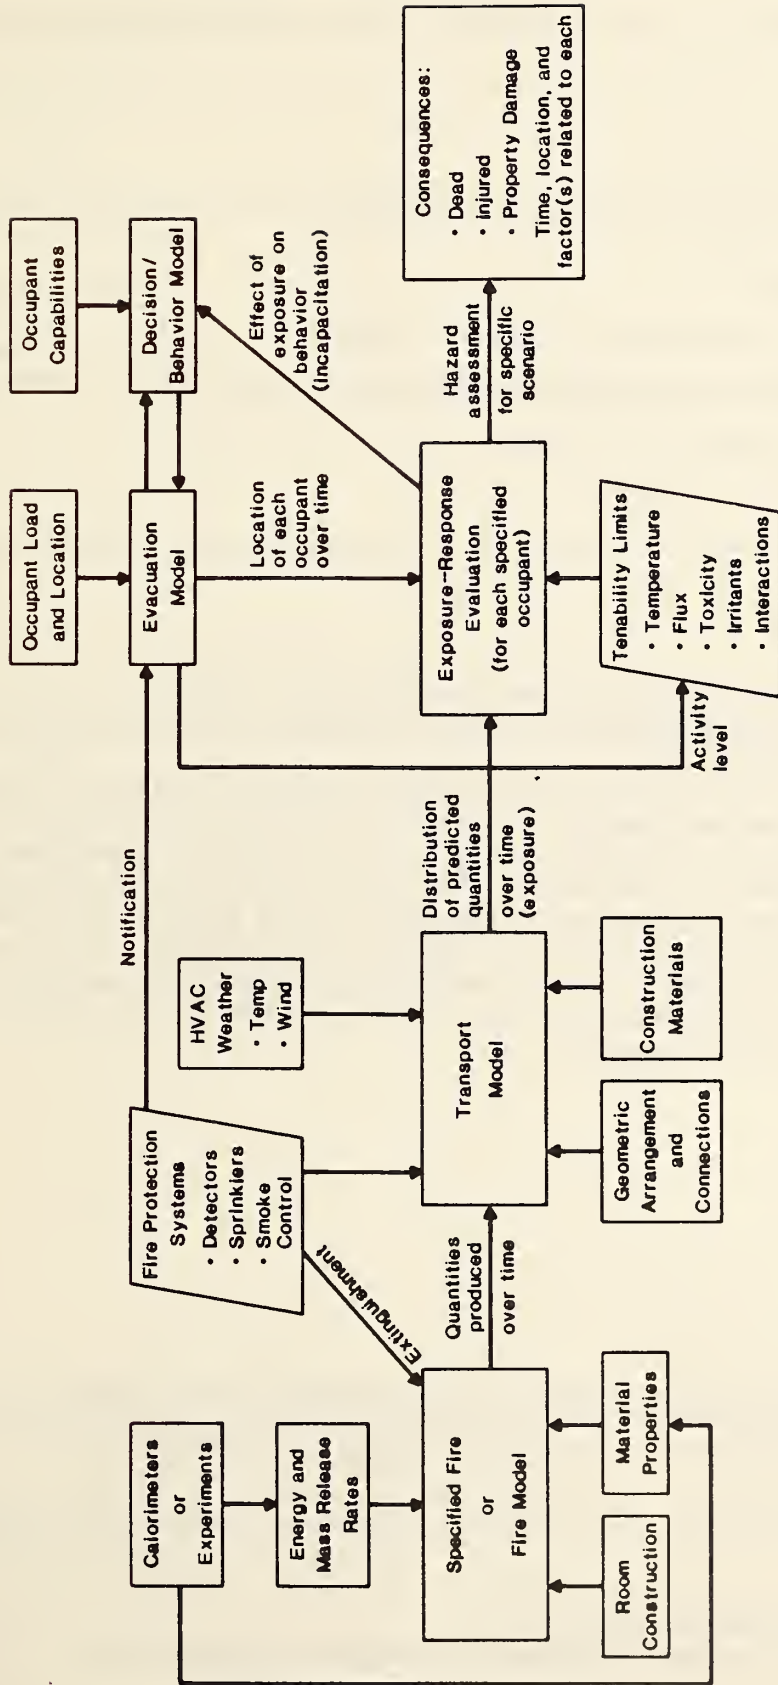 Calorimeters
or
Experiments
Energy and
Mass Release
Rates
Specified Fire
or
Fire Model
Room
Construction
Material
Properties
Fire Protection
Systems
• Detectors
• Sprinklers
• Smoke
Control
Extinguishment
Quantities
produced
over time
Notification
HVAC
Weather
• Temp
• Wind
Transport
Model
Geometric
Arrangement
and
Connections
Construction
Materials
Distribution
of predicted
quantities
over time
(exposure)
Occupant Load
and Location
Evacuation
Model
Occupant
Capabilities
Decision/
Behavior Model
Location
of each
occupant
over time
Effect of
exposure on
behavior
(incapacitation)
Exposure--Response
Evaluation
(for each specified
occupant)
Activity
level
Tenability Limits
• Temperature
• Flux
• Toxicity
• Irritants
• Interactions
Hazard
assessment
for specific
scenario
Consequences:
• Dead
• Injured
• Property Damage
Time, location, and
factor(s) related to each